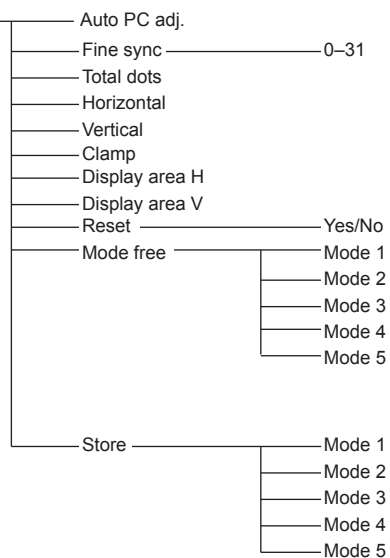 Auto PC adj.
Fine sync 0–31
Total dots
Horizontal
Vertical
Clamp
Display area H
Display area V
Reset Yes/No
Mode free Mode 1
Mode 2
Mode 3
Mode 4
Mode 5
Store Mode 1
Mode 2
Mode 3
Mode 4
Mode 5